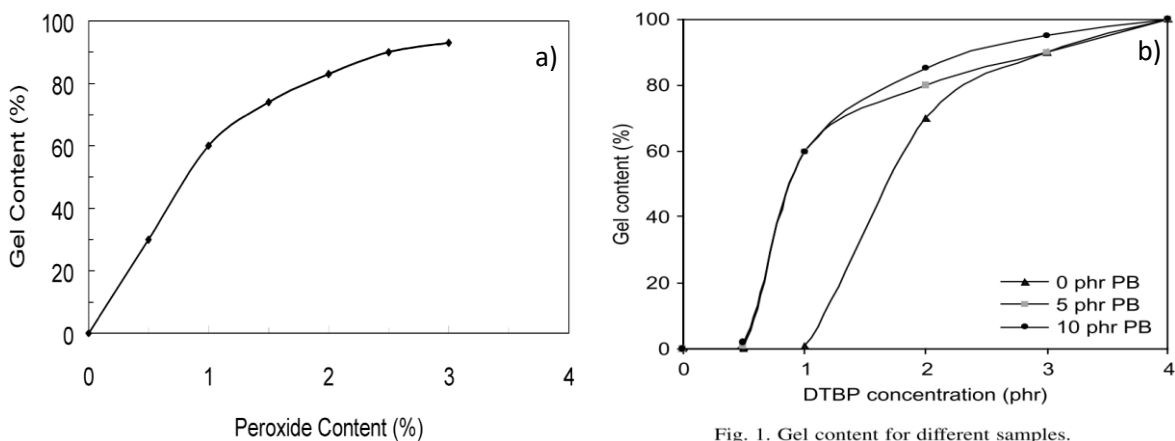 100
80
60
40
20
0
Gel Content (%)
a)
0 1 2 3 4
Peroxide Content (%)
100
80
60
40
20
0
Gel content (%)
b)
0 phr PB
5 phr PB
10 phr PB
0 1 2 3 4
DTBP concentration (phr)
Fig. 1. Gel content for different samples.